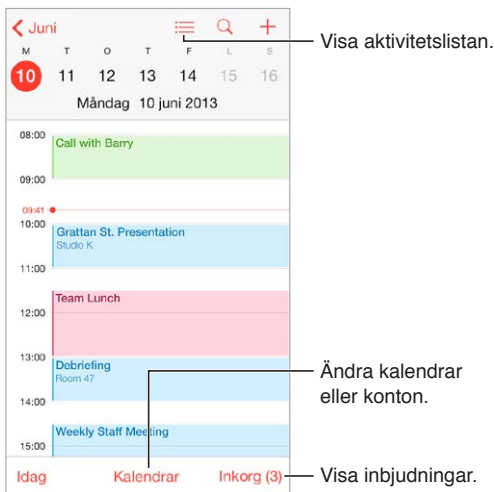 Juni
M T O T F L S
10 11 12 13 14 15 16
Måndag 10 juni 2013
08:00
Call with Barry
09:00
09:41
10:00
Grattan St. Presentation
Studio K
11:00
Team Lunch
12:00
13:00
Debriefing
Room 47
14:00
Weekly Staff Meeting
15:00
Idag Kalendrar Inkorg (3)
Visa aktivitetslistan.
Ändra kalendrar
eller konton.
Visa inbjudningar.